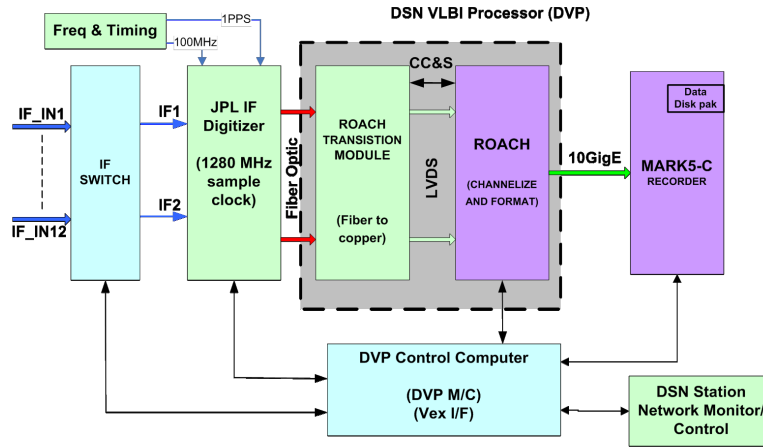 DSN VLBI Processor (DVP)
Freq & Timing
1PPS
100MHz
CC&S
IF_IN1
IF_IN12
IF
SWITCH
IF1
IF2
JPL IF
Digitizer
(1280 MHz
sample
clock)
Fiber Optic
ROACH
TRANSISTION
MODULE
(Fiber to
copper)
LVDS
ROACH
(CHANNELIZE
AND FORMAT)
10GigE
Data
Disk pak
MARK5-C
RECORDER
DVP Control Computer
(DVP M/C)
(Vex I/F)
DSN Station
Network Monitor/
Control